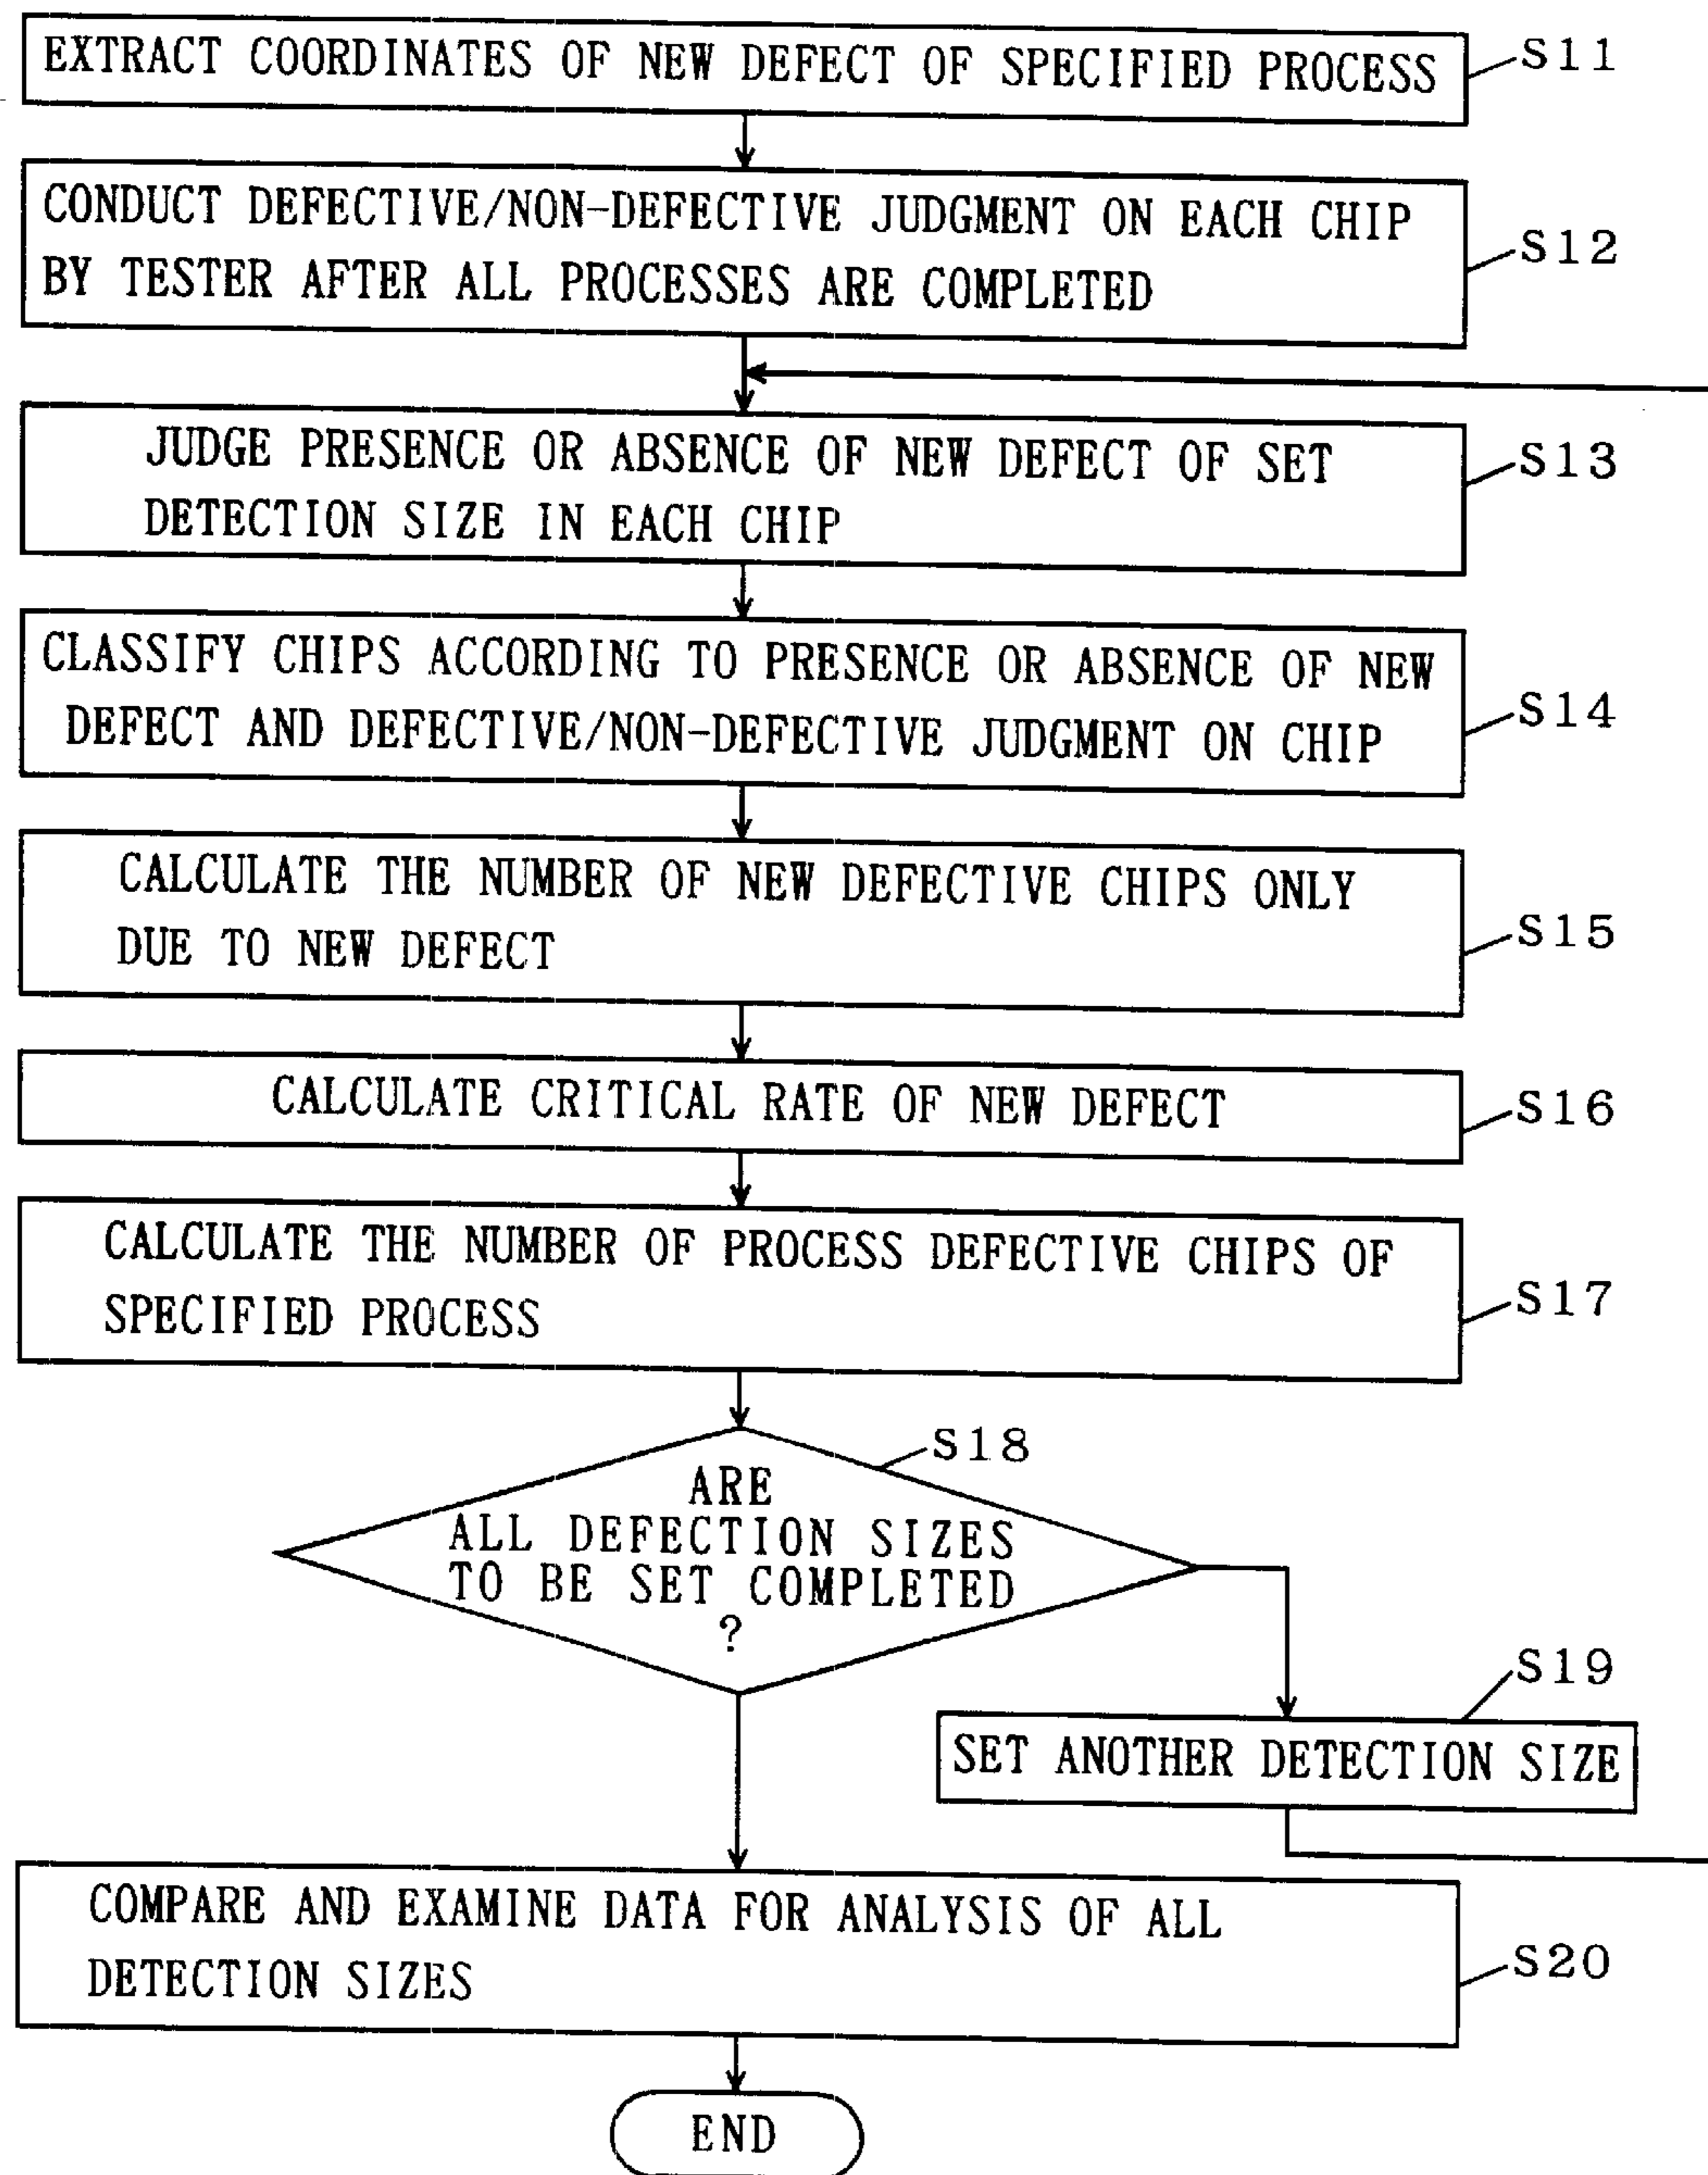 EXTRACT COORDINATES OF NEW DEFECT OF SPECIFIED PROCESS
S11
CONDUCT DEFECTIVE/NON-DEFECTIVE JUDGMENT ON EACH CHIP
BY TESTER AFTER ALL PROCESSES ARE COMPLETED
S12
JUDGE PRESENCE OR ABSENCE OF NEW DEFECT OF SET
DETECTION SIZE IN EACH CHIP
S13
CLASSIFY CHIPS ACCORDING TO PRESENCE OR ABSENCE OF NEW
DEFECT AND DEFECTIVE/NON-DEFECTIVE JUDGMENT ON CHIP
S14
CALCULATE THE NUMBER OF NEW DEFECTIVE CHIPS ONLY
DUE TO NEW DEFECT
S15
CALCULATE CRITICAL RATE OF NEW DEFECT
S16
CALCULATE THE NUMBER OF PROCESS DEFECTIVE CHIPS OF
SPECIFIED PROCESS
S17
S18
ARE
ALL DEFECTION SIZES
TO BE SET COMPLETED
?
S19
SET ANOTHER DETECTION SIZE
COMPARE AND EXAMINE DATA FOR ANALYSIS OF ALL
DETECTION SIZES
S20
END